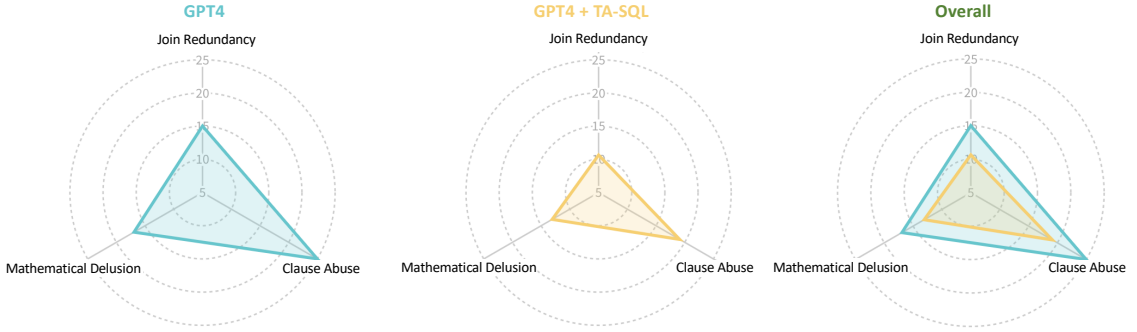 GPT4
Join Redundancy
25
20
15
10
5
Mathematical Delusion
Clause Abuse
GPT4 + TA-SQL
Join Redundancy
25
20
15
10
5
Mathematical Delusion
Clause Abuse
Overall
Join Redundancy
25
20
15
10
5
Mathematical Delusion
Clause Abuse